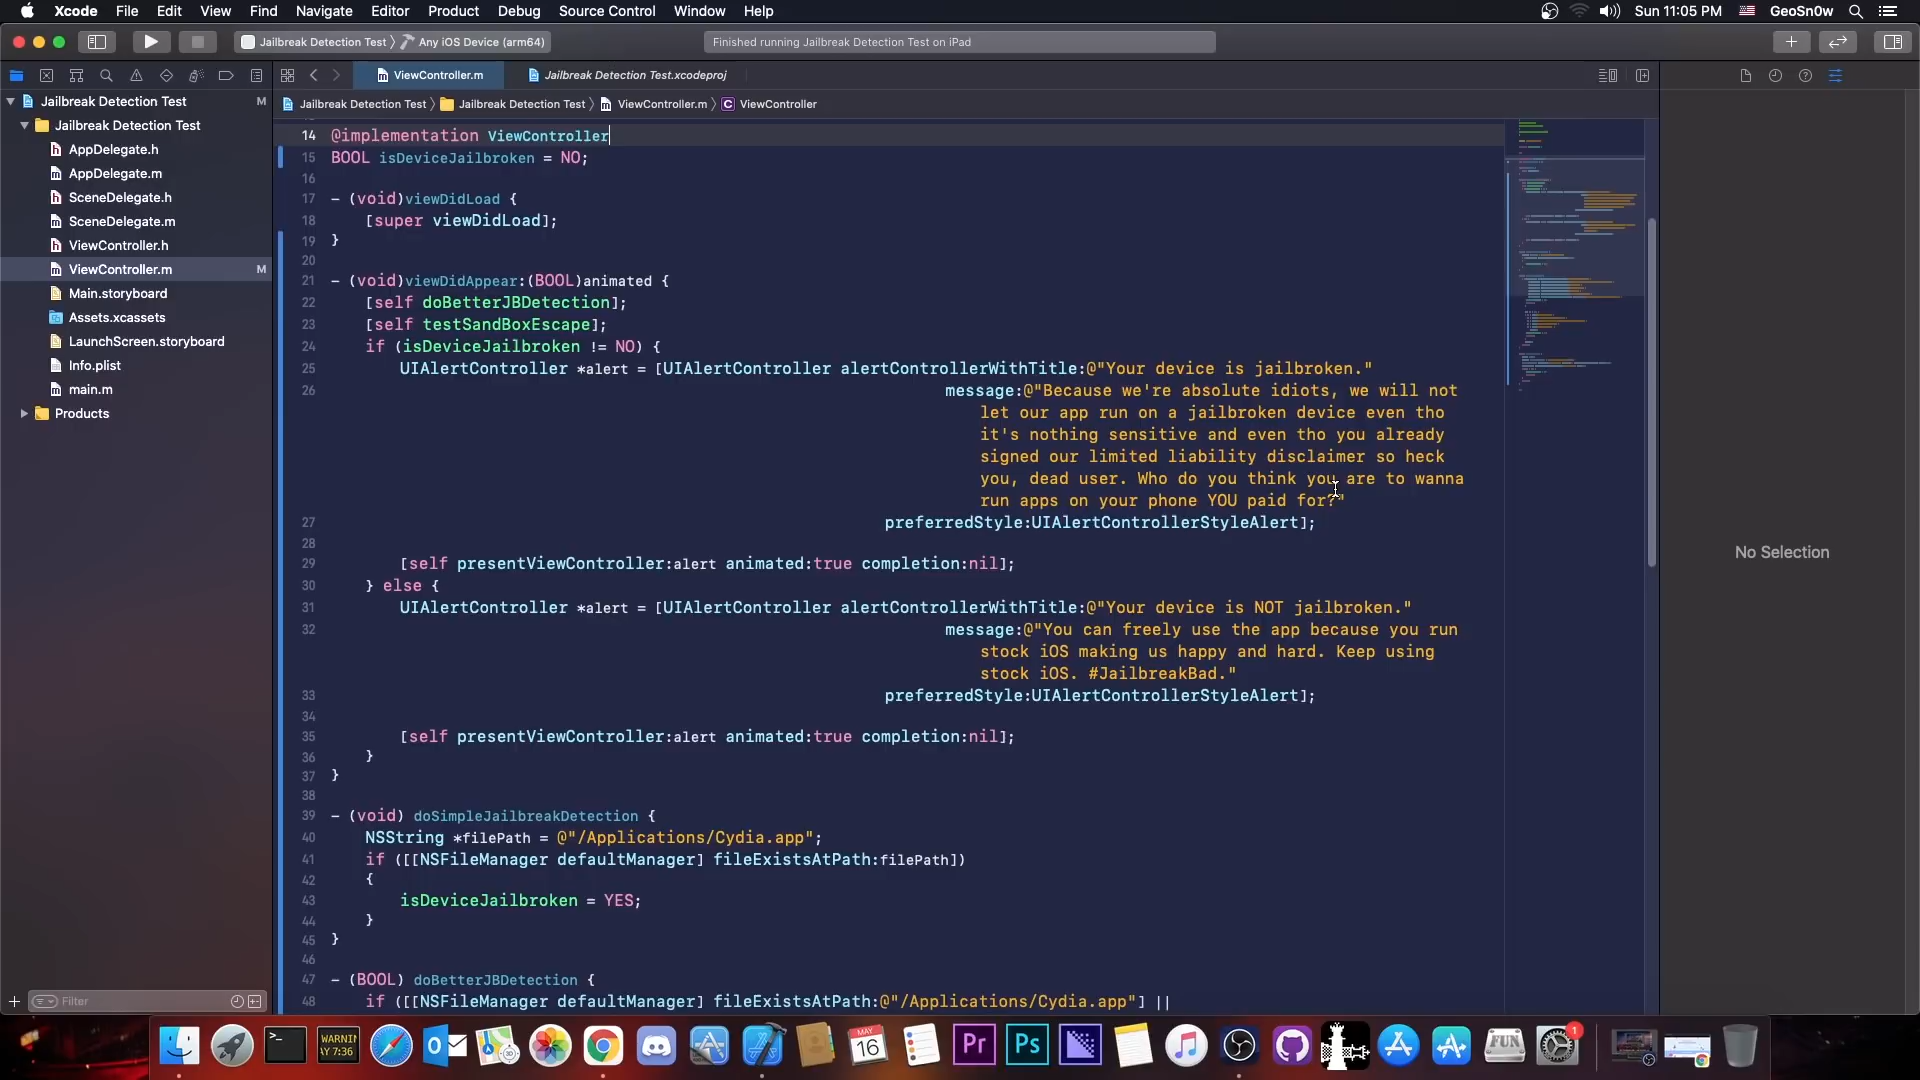 Xcode File Edit View Find Navigate Editor Product Debug Source Control Window Help
Sun 11:05 PM GeoSn0w
Jailbreak Detection Test Any iOS Device (arm64)
Finished running Jailbreak Detection Test on iPad
ViewController.m
Jailbreak Detection Test.xcodeproj
Jailbreak Detection Test M
Jailbreak Detection Test
AppDelegate.h
AppDelegate.m
SceneDelegate.h
SceneDelegate.m
ViewController.h
ViewController.m M
Main.storyboard
Assets.xcassets
LaunchScreen.storyboard
Info.plist
main.m
Products
Filter
Jailbreak Detection Test Jailbreak Detection Test ViewController.m C ViewController
14 @implementation ViewController
15 BOOL isDeviceJailbroken = NO;
16
17 - (void)viewDidLoad {
18 [super viewDidLoad];
19 }
20
21 - (void)viewDidAppear:(BOOL)animated {
22 [self doBetterJBDetection];
23 [self testSandBoxEscape];
24 if (isDeviceJailbroken != NO) {
25 UIAlertController *alert = [UIAlertController alertControllerWithTitle:@"Your device is jailbroken."
26 message:@"Because we're absolute idiots, we will not
let our app run on a jailbroken device even tho
it's nothing sensitive and even tho you already
signed our limited liability disclaimer so heck
you, dead user. Who do you think you are to wanna
run apps on your phone YOU paid for?"
27 preferredStyle:UIAlertControllerStyleAlert];
28
29 [self presentViewController:alert animated:true completion:nil];
30 } else {
31 UIAlertController *alert = [UIAlertController alertControllerWithTitle:@"Your device is NOT jailbroken."
32 message:@"You can freely use the app because you run
stock iOS making us happy and hard. Keep using
stock iOS. #JailbreakBad."
33 preferredStyle:UIAlertControllerStyleAlert];
34
35 [self presentViewController:alert animated:true completion:nil];
36 }
37 }
38
39 - (void) doSimpleJailbreakDetection {
40 NSString *filePath = @"/Applications/Cydia.app";
41 if ([[NSFileManager defaultManager] fileExistsAtPath:filePath])
42 {
43 isDeviceJailbroken = YES;
44 }
45 }
46
47 - (BOOL) doBetterJBDetection {
48 if ([[NSFileManager defaultManager] fileExistsAtPath:@"/Applications/Cydia.app"] ||
No Selection
WARNIN
AY 7:36
MAY
16
Pr
Ps
FUN
1